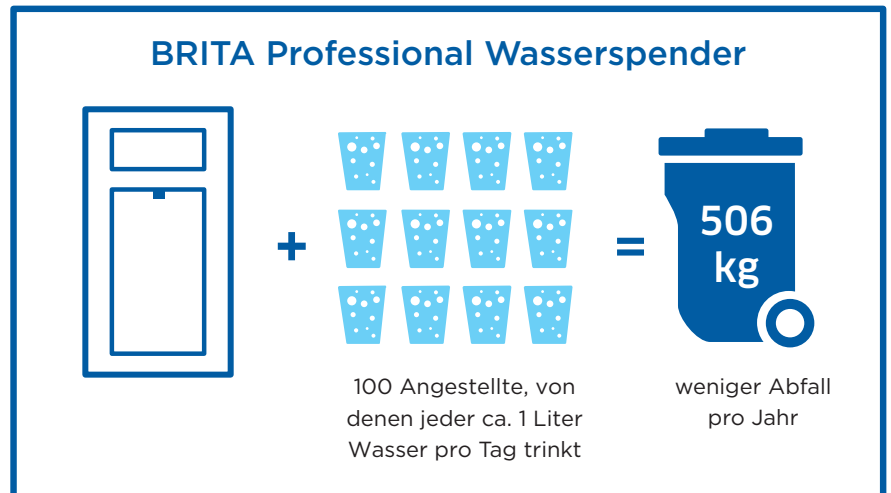 BRITA Professional Wasserspender
+
=
506
kg
100 Angestellte, von
denen jeder ca. 1 Liter
Wasser pro Tag trinkt
weniger Abfall
pro Jahr